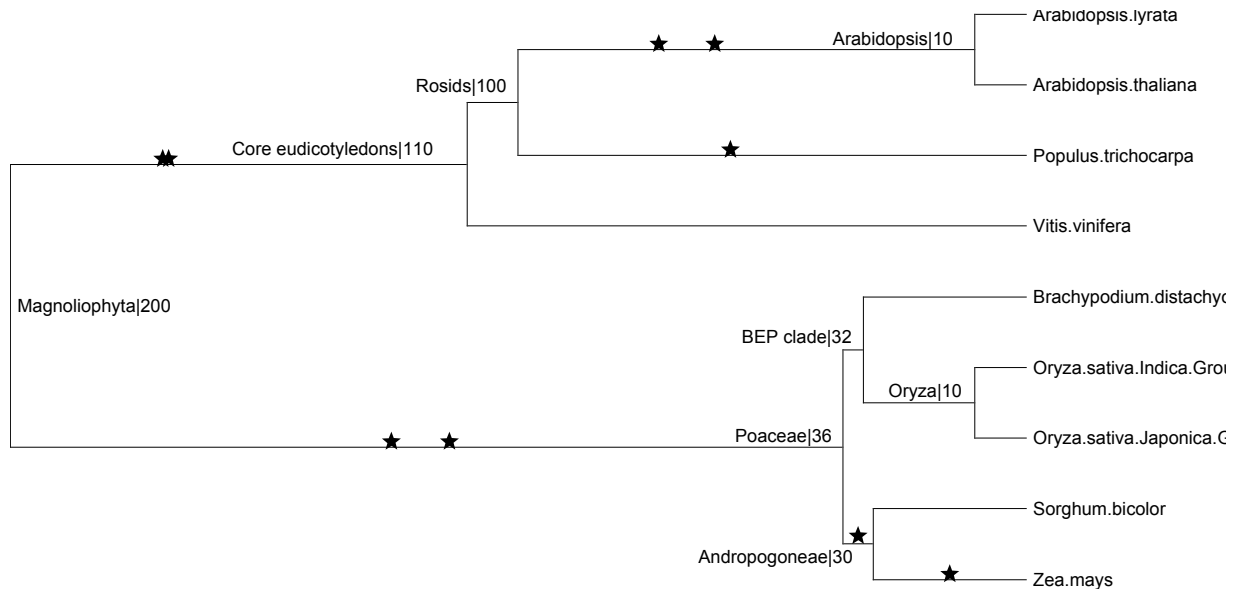 Arabidopsis.lyrata
Arabidopsis|10
Rosids|100
Arabidopsis.thaliana
Core eudicotyledons|110
Populus.trichocarpa
Vitis.vinifera
Magnoliophyta|200
Brachypodium.distachyo
BEP clade|32
Oryza.sativa.Indica.Grou
Oryza|10
Poaceae|36
Oryza.sativa.Japonica.G
Sorghum.bicolor
Andropogoneae|30
Zea.mays